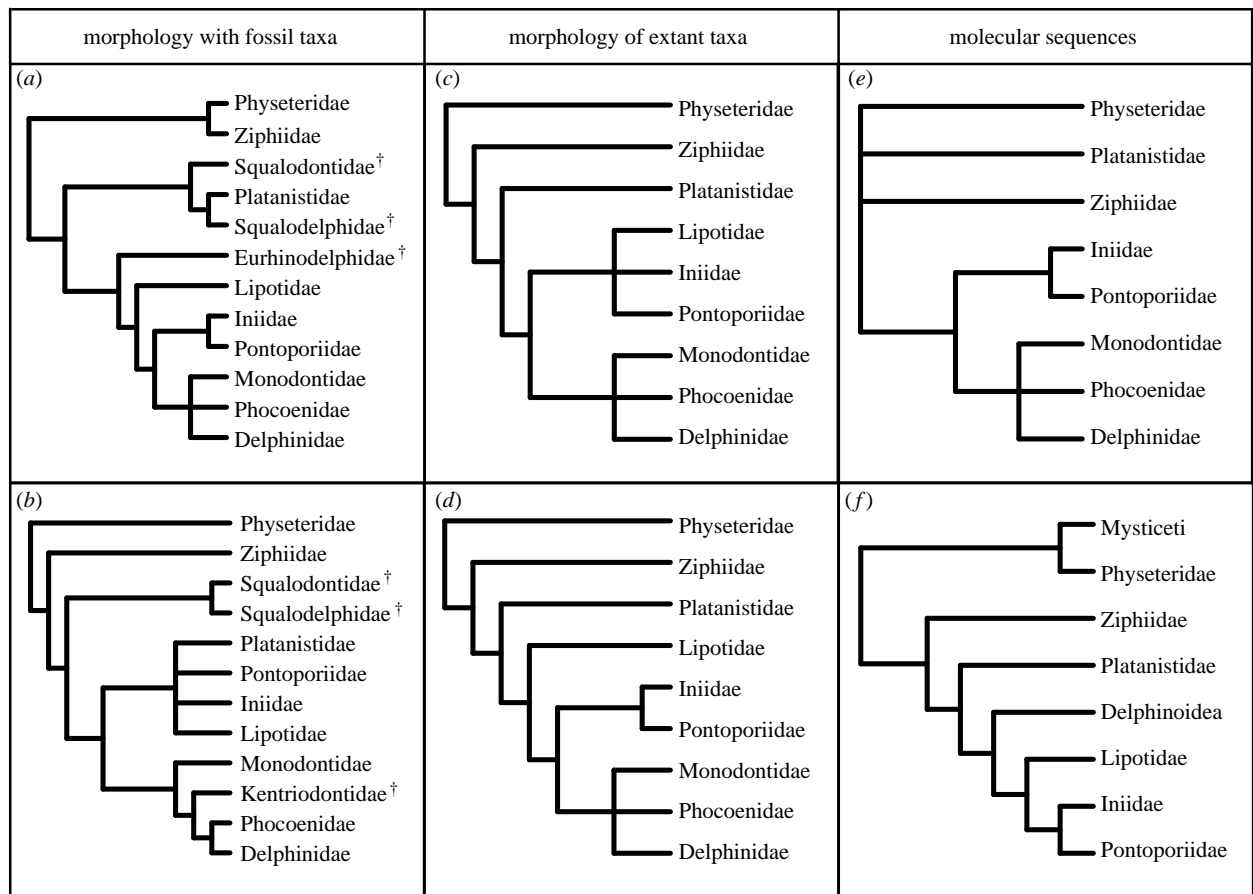 morphology with fossil taxa
morphology of extant taxa
molecular sequences
(a)
Physeteridae
Ziphiidae
Squalodontidae†
Platanistidae
Squalodelphidae†
Eurhinodelphidae†
Lipotidae
Iniidae
Pontoporiidae
Monodontidae
Phocoenidae
Delphinidae
(c)
Physeteridae
Ziphiidae
Platanistidae
Lipotidae
Iniidae
Pontoporiidae
Monodontidae
Phocoenidae
Delphinidae
(e)
Physeteridae
Platanistidae
Ziphiidae
Iniidae
Pontoporiidae
Monodontidae
Phocoenidae
Delphinidae
(b)
Physeteridae
Ziphiidae
Squalodontidae†
Squalodelphidae†
Platanistidae
Pontoporiidae
Iniidae
Lipotidae
Monodontidae
Kentriodontidae†
Phocoenidae
Delphinidae
(d)
Physeteridae
Ziphiidae
Platanistidae
Lipotidae
Iniidae
Pontoporiidae
Monodontidae
Phocoenidae
Delphinidae
(f)
Mysticeti
Physeteridae
Ziphiidae
Platanistidae
Delphinoidea
Lipotidae
Iniidae
Pontoporiidae